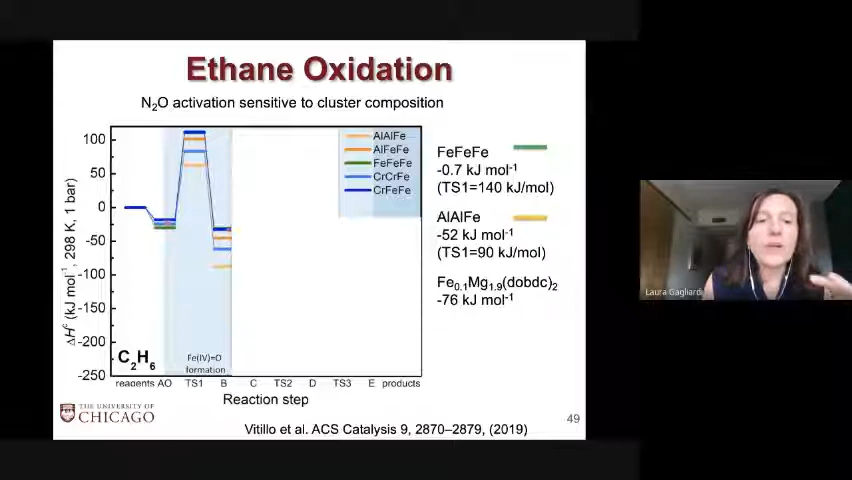 Ethane Oxidation
N₂O activation sensitive to cluster composition
ΔHᶜ (kJ mol⁻¹, 298 K, 1 bar)
100
50
0
-50
-100
-150
-200
-250
AlAlFe
AlFeFe
FeFeFe
CrCrFe
CrFeFe
C₂H₆
Fe(IV)=O
formation
reagents AO TS1 B C TS2 D TS3 E products
Reaction step
FeFeFe
-0.7 kJ mol⁻¹
(TS1=140 kJ/mol)
AlAlFe
-52 kJ mol⁻¹
(TS1=90 kJ/mol)
Fe₀.₁Mg₁.₉(dobdc)₂
-76 kJ mol⁻¹
THE UNIVERSITY OF
CHICAGO
49
Vitillo et al. ACS Catalysis 9, 2870–2879, (2019)
Laura Gagliardi